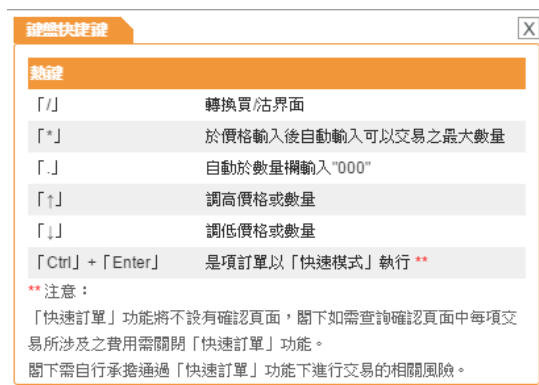 鍵盤快捷鍵
X
熱鍵
「/」 轉換買/沽界面
「*」 於價格輸入後自動輸入可以交易之最大數量
「.」 自動於數量欄輸入"000"
「↑」 調高價格或數量
「↓」 調低價格或數量
「Ctrl」+「Enter」 是項訂單以「快速模式」執行 **
** 注意：
「快速訂單」功能將不設有確認頁面，閣下如需查詢確認頁面中每項交
易所涉及之費用需關閉「快速訂單」功能。
閣下需自行承擔通過「快速訂單」功能下進行交易的相關風險。